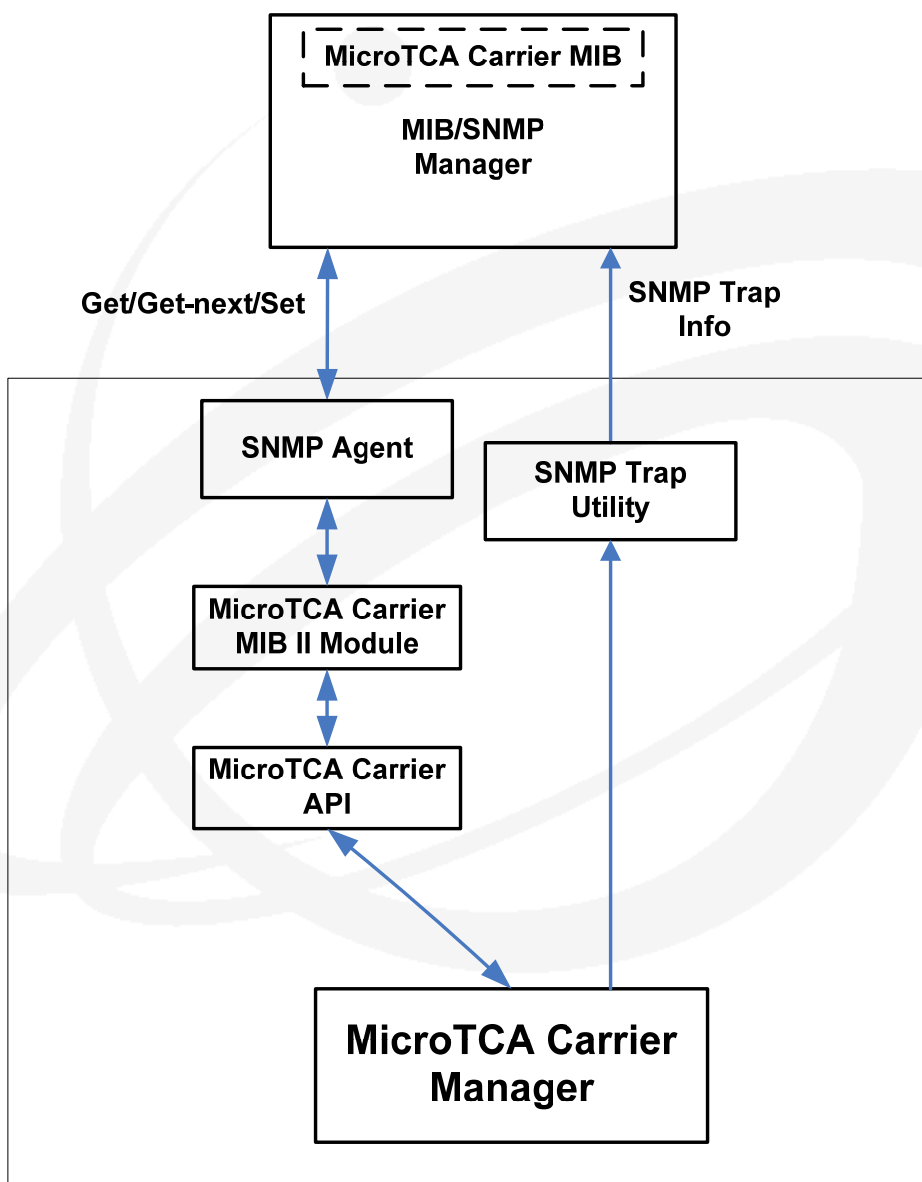 MicroTCA Carrier MIB
MIB/SNMP
Manager
Get/Get-next/Set
SNMP Trap
Info
SNMP Agent
SNMP Trap
Utility
MicroTCA Carrier
MIB II Module
MicroTCA Carrier
API
MicroTCA Carrier
Manager